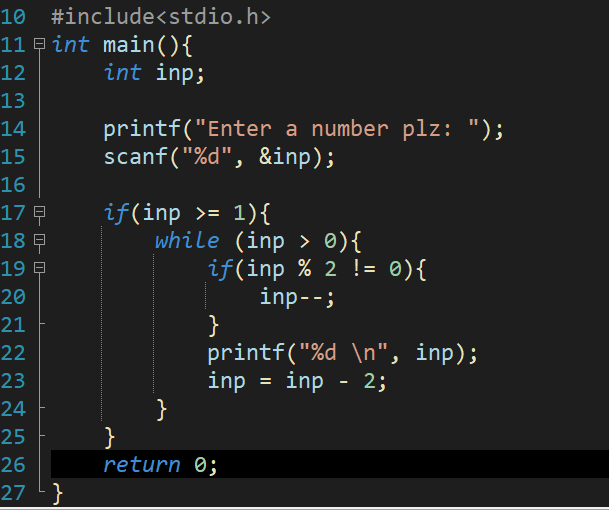 10 #include<stdio.h>
11 int main(){
12     int inp;
13
14     printf("Enter a number plz: ");
15     scanf("%d", &inp);
16
17     if(inp >= 1){
18         while (inp > 0){
19             if(inp % 2 != 0){
20                 inp--;
21             }
22             printf("%d \n", inp);
23             inp = inp - 2;
24         }
25     }
26     return 0;
27 }